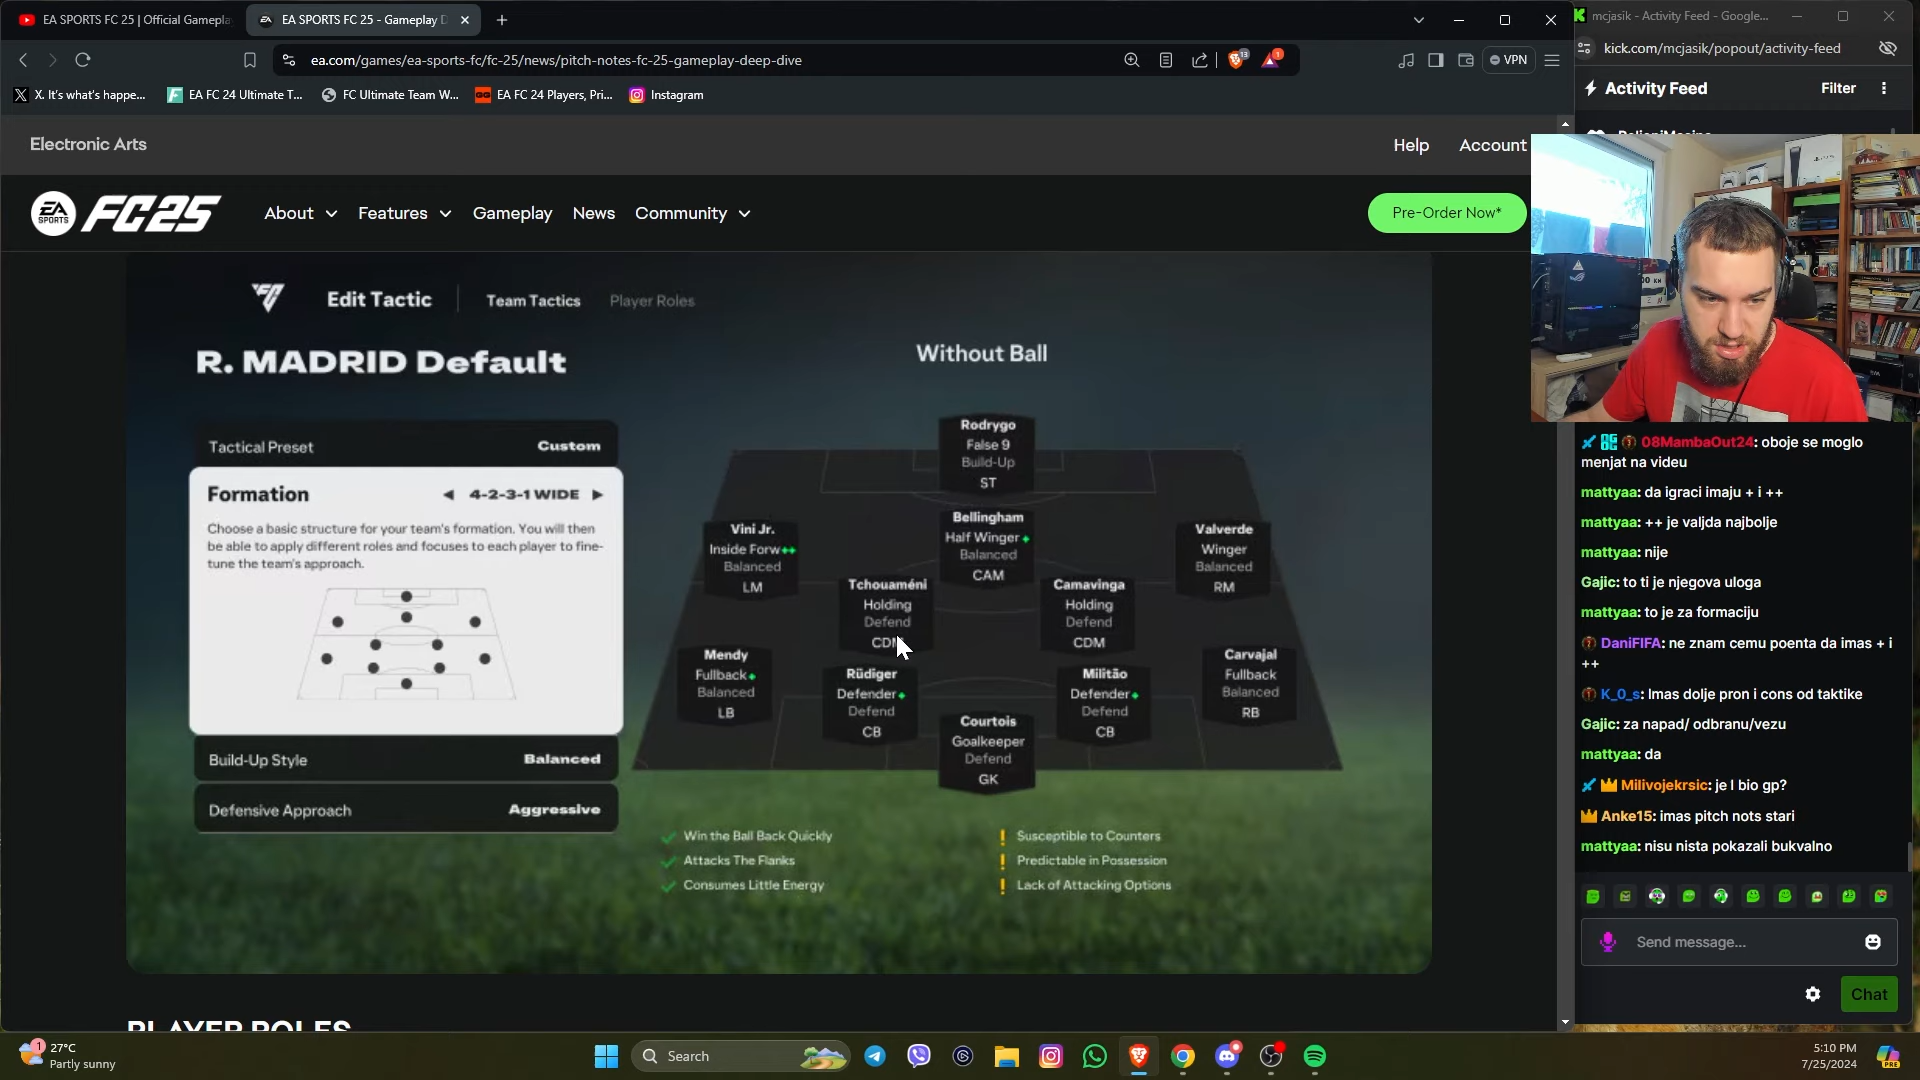 EA SPORTS FC 25 | Official Gamepla
EA SPORTS FC 25 - Gameplay D
mcjasik - Activity Feed - Google...
ea.com/games/ea-sports-fc/fc-25/news/pitch-notes-fc-25-gameplay-deep-dive
13
1
VPN
kick.com/mcjasik/popout/activity-feed
X. It's what's happe...
EA FC 24 Ultimate T...
FC Ultimate Team W...
EA FC 24 Players, Pri...
Instagram
Activity Feed
Filter
Electronic Arts
Help
Account
EA SPORTS FC25
About
Features
Gameplay
News
Community
Pre-Order Now*
Edit Tactic
Team Tactics
Player Roles
R. MADRID Default
Without Ball
Tactical Preset
Custom
Formation
4-2-3-1 WIDE
Choose a basic structure for your team's formation. You will then
be able to apply different roles and focuses to each player to fine-
tune the team's approach.
Build-Up Style
Balanced
Defensive Approach
Aggressive
Rodrygo
False 9
Build-Up
ST
Vini Jr.
Inside Forw++
Balanced
LM
Bellingham
Half Winger+
Balanced
CAM
Valverde
Winger
Balanced
RM
Tchouaméni
Holding
Defend
CDM
Camavinga
Holding
Defend
CDM
Mendy
Fullback+
Balanced
LB
Rüdiger
Defender+
Defend
CB
Militão
Defender+
Defend
CB
Carvajal
Fullback
Balanced
RB
Courtois
Goalkeeper
Defend
GK
Win the Ball Back Quickly
Attacks The Flanks
Consumes Little Energy
Susceptible to Counters
Predictable in Possession
Lack of Attacking Options
PLAYER ROLES
08MambaOut24: oboje se moglo
menjat na videu
mattyaa: da igraci imaju + i ++
mattyaa: ++ je valjda najbolje
mattyaa: nije
Gajic: to ti je njegova uloga
mattyaa: to je za formaciju
DaniFIFA: ne znam cemu poenta da imas + i
++
K_0_s: Imas dolje pron i cons od taktike
Gajic: za napad/ odbranu/vezu
mattyaa: da
Milivojekrsic: je l bio gp?
Anke15: imas pitch nots stari
mattyaa: nisu nista pokazali bukvalno
Send message...
Chat
1
27°C
Partly sunny
Search
5:10 PM
7/25/2024
PRE